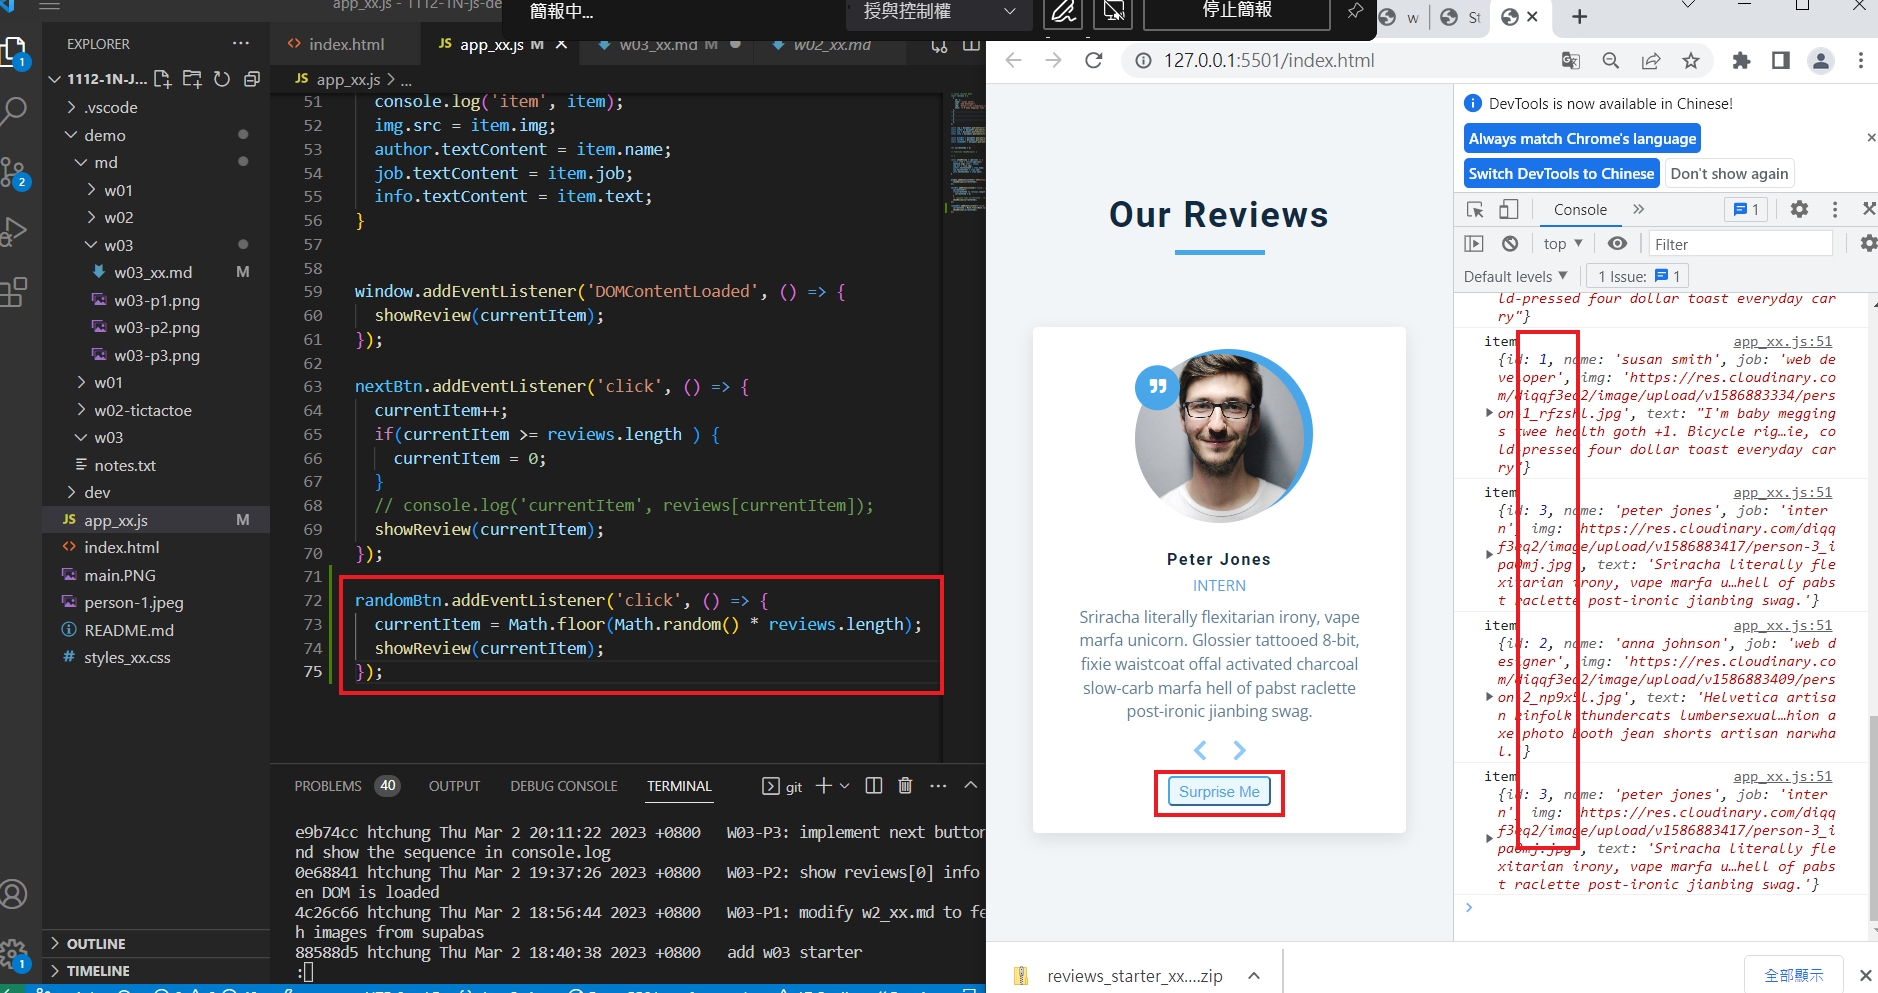 app_xx.js - 1112-1N-js-de
簡報中...
授與控制權
停止簡報
EXPLORER
1112-1N-J...
.vscode
demo
md
w01
w02
w03
w03_xx.md M
w03-p1.png
w03-p2.png
w03-p3.png
w01
w02-tictactoe
w03
notes.txt
dev
JS app_xx.js M
index.html
main.PNG
person-1.jpeg
README.md
# styles_xx.css
OUTLINE
TIMELINE
1
2
1
index.html
JS app_xx.js M
w03_xx.md M
w02_xx.md
JS app_xx.js > ...
51 console.log('item', item);
52 img.src = item.img;
53 author.textContent = item.name;
54 job.textContent = item.job;
55 info.textContent = item.text;
56 }
57
58
59 window.addEventListener('DOMContentLoaded', () => {
60 showReview(currentItem);
61 });
62
63 nextBtn.addEventListener('click', () => {
64 currentItem++;
65 if(currentItem >= reviews.length ) {
66 currentItem = 0;
67 }
68 // console.log('currentItem', reviews[currentItem]);
69 showReview(currentItem);
70 });
71
72 randomBtn.addEventListener('click', () => {
73 currentItem = Math.floor(Math.random() * reviews.length);
74 showReview(currentItem);
75 });
PROBLEMS 40 OUTPUT DEBUG CONSOLE TERMINAL git
e9b74cc htchung Thu Mar 2 20:11:22 2023 +0800 W03-P3: implement next button
nd show the sequence in console.log
0e68841 htchung Thu Mar 2 19:37:26 2023 +0800 W03-P2: show reviews[0] info
en DOM is loaded
4c26c66 htchung Thu Mar 2 18:56:44 2023 +0800 W03-P1: modify w2_xx.md to fe
h images from supabas
88588d5 htchung Thu Mar 2 18:40:38 2023 +0800 add w03 starter
:
w
St
127.0.0.1:5501/index.html
Our Reviews
Peter Jones
INTERN
Sriracha literally flexitarian irony, vape
marfa unicorn. Glossier tattooed 8-bit,
fixie waistcoat offal activated charcoal
slow-carb marfa hell of pabst raclette
post-ironic jianbing swag.
Surprise Me
DevTools is now available in Chinese!
Always match Chrome's language
Switch DevTools to Chinese
Don't show again
Console
1
top
Filter
Default levels
1 Issue: 1
ld-pressed four dollar toast everyday car
ry"}
item app_xx.js:51
{id: 1, name: 'susan smith', job: 'web de
veloper', img: 'https://res.cloudinary.co
m/diqqf3eq2/image/upload/v1586883334/pers
on-1_rfzshl.jpg', text: "I'm baby megging
s twee health goth +1. Bicycle rig…ie, co
ld-pressed four dollar toast everyday car
ry"}
item app_xx.js:51
{id: 3, name: 'peter jones', job: 'inter
n', img: 'https://res.cloudinary.com/diqq
f3eq2/image/upload/v1586883417/person-3_i
pa0mj.jpg', text: 'Sriracha literally fle
xitarian irony, vape marfa u…hell of pabs
t raclette post-ironic jianbing swag.'}
item app_xx.js:51
{id: 2, name: 'anna johnson', job: 'web d
esigner', img: 'https://res.cloudinary.co
m/diqqf3eq2/image/upload/v1586883409/pers
on-2_np9x5l.jpg', text: 'Helvetica artisa
n kinfolk thundercats lumbersexual…hion a
xe photo booth jean shorts artisan narwha
l.'}
item app_xx.js:51
{id: 3, name: 'peter jones', job: 'inter
n', img: 'https://res.cloudinary.com/diqq
f3eq2/image/upload/v1586883417/person-3_i
pa0mj.jpg', text: 'Sriracha literally fle
xitarian irony, vape marfa u…hell of pabs
t raclette post-ironic jianbing swag.'}
reviews_starter_xx....zip
全部顯示